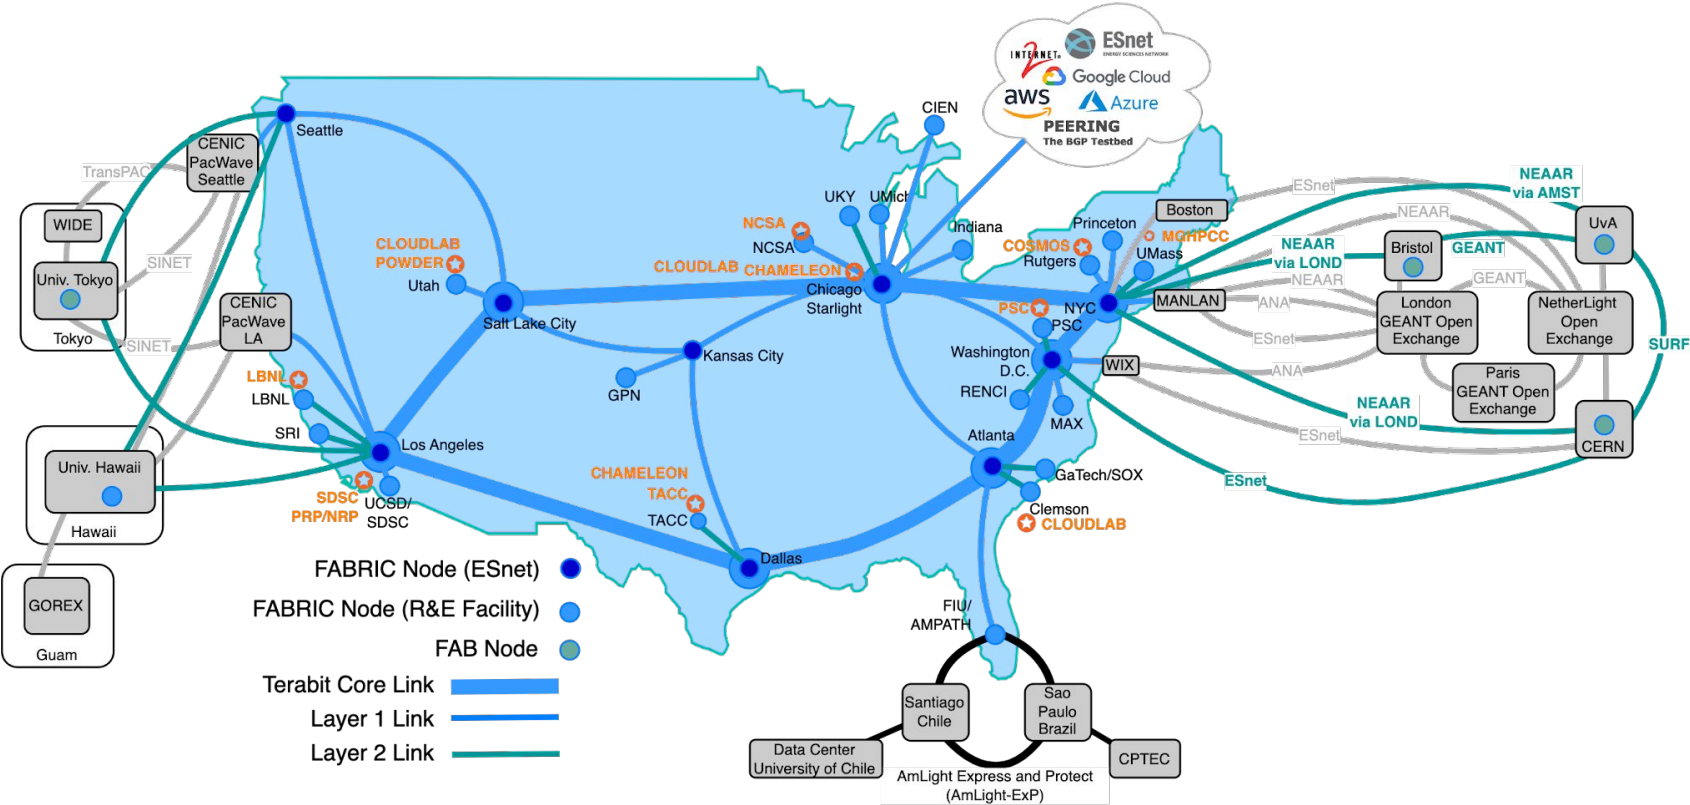 INTERNET
2
ESnet
ENERGY SCIENCES NETWORK
Google Cloud
aws
Azure
PEERING
The BGP Testbed
CIEN
Seattle
CENIC
PacWave
Seattle
TransPAC
WIDE
SINET
Univ. Tokyo
Tokyo
SINET
CENIC
PacWave
LA
CLOUDLAB
POWDER
Utah
Salt Lake City
NCSA
NCSA
UKY
UMich
Indiana
CLOUDLAB
CHAMELEON
Chicago
Starlight
Kansas City
GPN
LBNL
LBNL
SRI
Los Angeles
SDSC
PRP/NRP
UCSD/
SDSC
CHAMELEON
TACC
TACC
Dallas
Univ. Hawaii
Hawaii
GOREX
Guam
Boston
Princeton
MGHPCC
COSMOS
Rutgers
UMass
NYC
MANLAN
PSC
PSC
Washington
D.C.
WIX
RENCI
MAX
Atlanta
GaTech/SOX
Clemson
CLOUDLAB
ESnet
NEAAR
via AMST
NEAAR
NEAAR
via LOND
NEAAR
ANA
ESnet
ANA
NEAAR
via LOND
ESnet
ESnet
Bristol
GEANT
UvA
GEANT
London
GEANT Open
Exchange
NetherLight
Open
Exchange
SURF
Paris
GEANT Open
Exchange
CERN
FABRIC Node (ESnet)
FABRIC Node (R&E Facility)
FAB Node
Terabit Core Link
Layer 1 Link
Layer 2 Link
FIU/
AMPATH
Santiago
Chile
Sao
Paulo
Brazil
Data Center
University of Chile
CPTEC
AmLight Express and Protect
(AmLight-ExP)